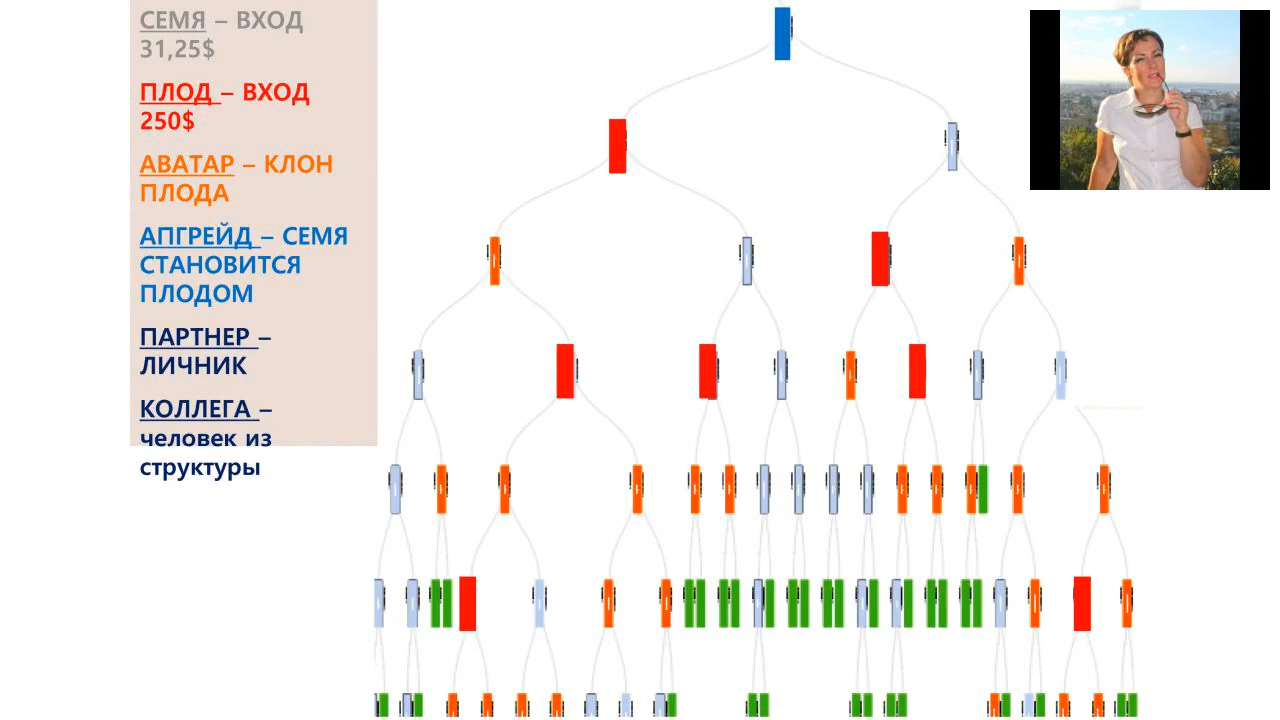 СЕМЯ – ВХОД
31,25$
ПЛОД – ВХОД
250$
АВАТАР – КЛОН
ПЛОДА
АПГРЕЙД – СЕМЯ
СТАНОВИТСЯ
ПЛОДОМ
ПАРТНЕР –
ЛИЧНИК
КОЛЛЕГА –
человек из
структуры